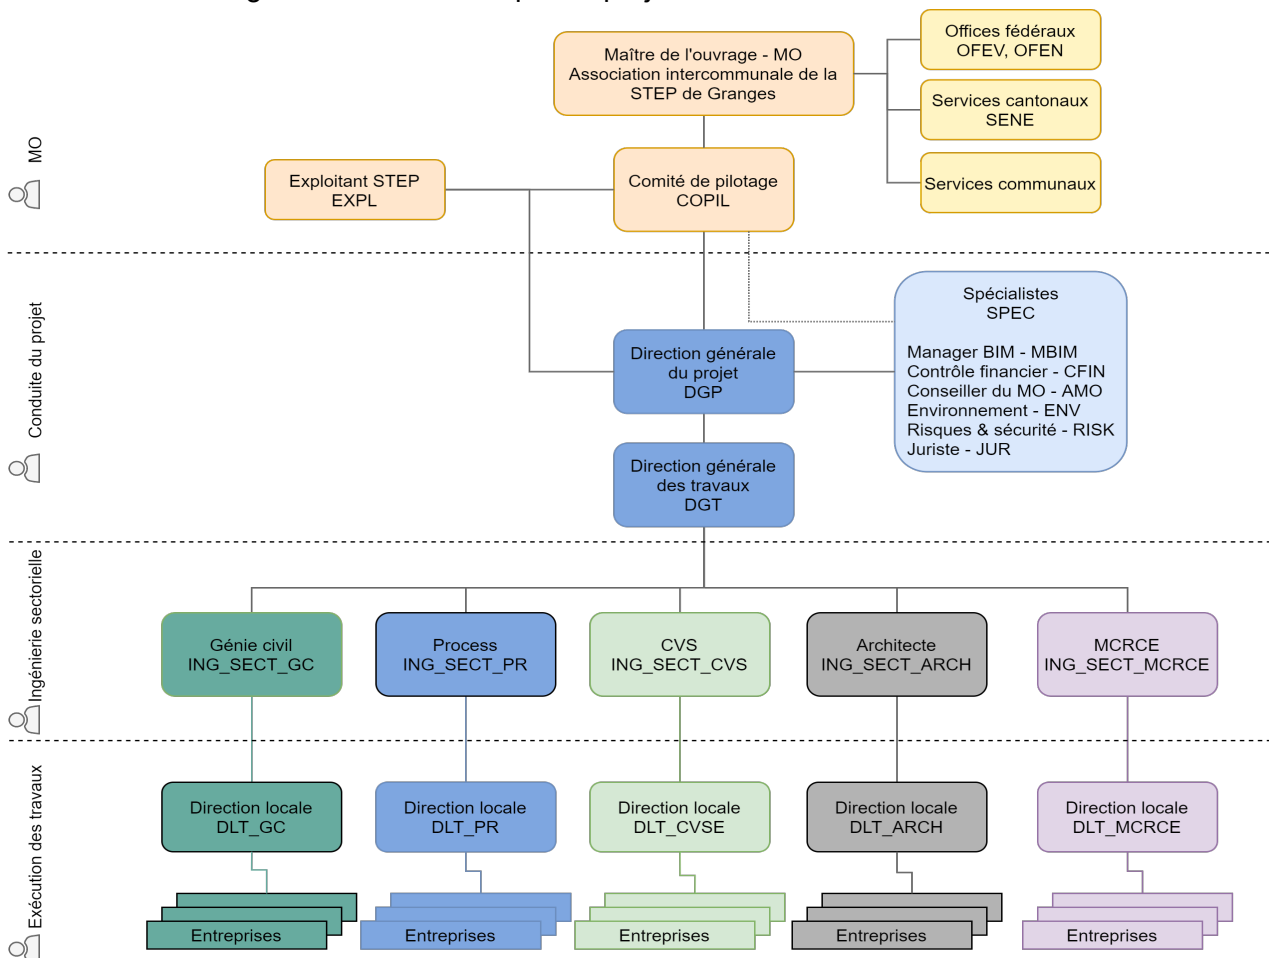 Maître de l'ouvrage - MO
Association intercommunale de la
STEP de Granges
Offices fédéraux
OFEV, OFEN
Services cantonaux
SENE
Services communaux
MO
Exploitant STEP
EXPL
Comité de pilotage
COPIL
Conduite du projet
Spécialistes
SPEC
Manager BIM - MBIM
Contrôle financier - CFIN
Conseiller du MO - AMO
Environnement - ENV
Risques & sécurité - RISK
Juriste - JUR
Direction générale
du projet
DGP
Direction générale
des travaux
DGT
Ingénierie sectorielle
Génie civil
ING_SECT_GC
Process
ING_SECT_PR
CVS
ING_SECT_CVS
Architecte
ING_SECT_ARCH
MCRCE
ING_SECT_MCRCE
Exécution des travaux
Direction locale
DLT_GC
Direction locale
DLT_PR
Direction locale
DLT_CVSE
Direction locale
DLT_ARCH
Direction locale
DLT_MCRCE
Entreprises
Entreprises
Entreprises
Entreprises
Entreprises